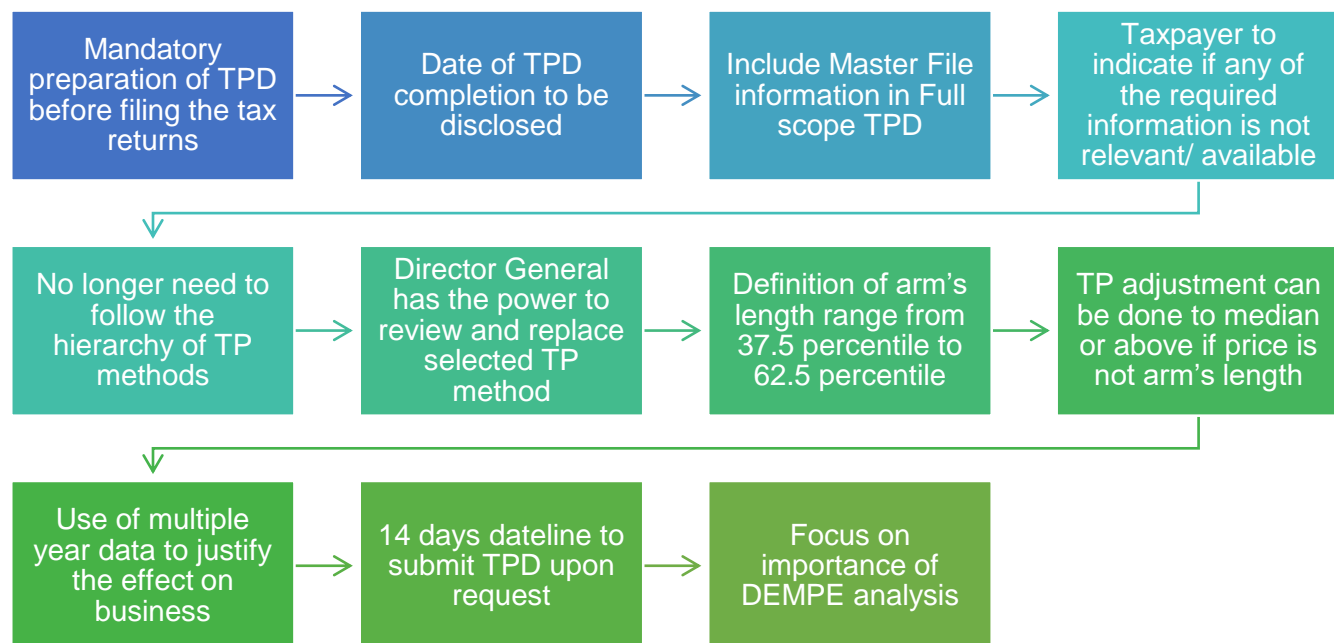 Mandatory
preparation of TPD
before filing the tax
returns
Date of TPD
completion to be
disclosed
Include Master File
information in Full
scope TPD
Taxpayer to
indicate if any of
the required
information is not
relevant/ available
No longer need to
follow the
hierarchy of TP
methods
Director General
has the power to
review and replace
selected TP
method
Definition of arm’s
length range from
37.5 percentile to
62.5 percentile
TP adjustment can
be done to median
or above if price is
not arm’s length
Use of multiple
year data to justify
the effect on
business
14 days dateline to
submit TPD upon
request
Focus on
importance of
DEMPE analysis